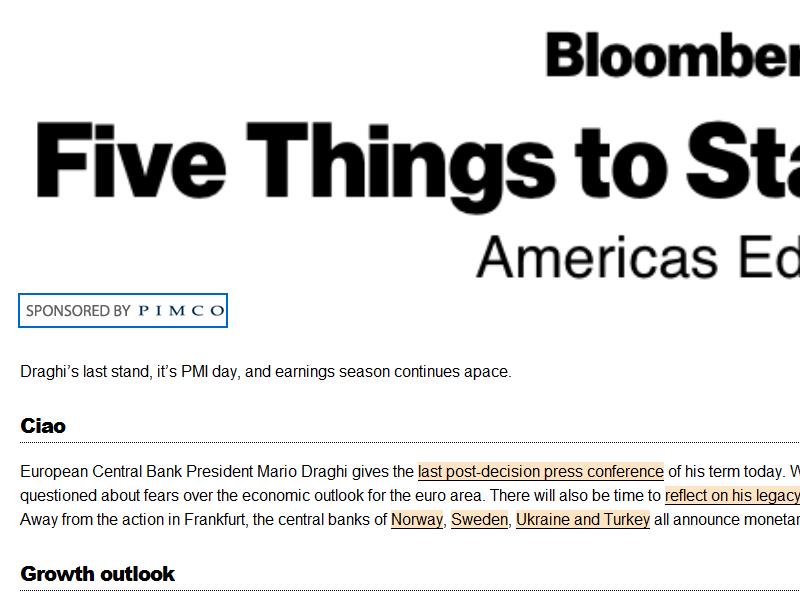 Bloomber
Five Things to Sta
Americas Ed
SPONSORED BY PIMCO
Draghi's last stand, it's PMI day, and earnings season continues apace.
Ciao
European Central Bank President Mario Draghi gives the last post-decision press conference of his term today. W
questioned about fears over the economic outlook for the euro area. There will also be time to reflect on his legacy
Away from the action in Frankfurt, the central banks of Norway, Sweden, Ukraine and Turkey all announce monetar
Growth outlook